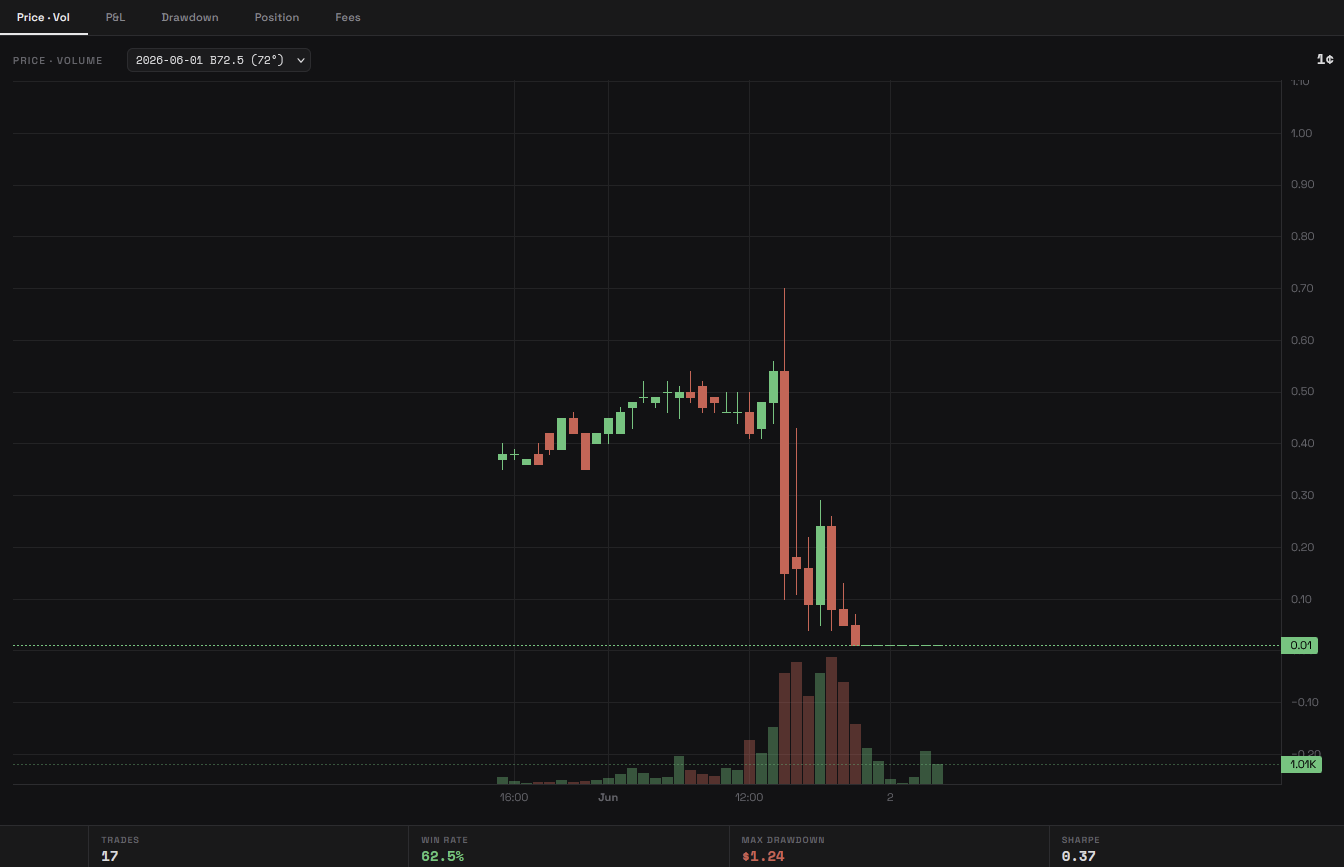 Price · Vol P&L Drawdown Position Fees
PRICE · VOLUME 2026-06-01 B72.5 (72°) 1¢
1.10
1.00
0.90
0.80
0.70
0.60
0.50
0.40
0.30
0.20
0.10
0.01
-0.10
-0.20
1.01K
16:00 Jun 12:00 2
TRADES WIN RATE MAX DRAWDOWN SHARPE
17 62.5% $1.24 0.37